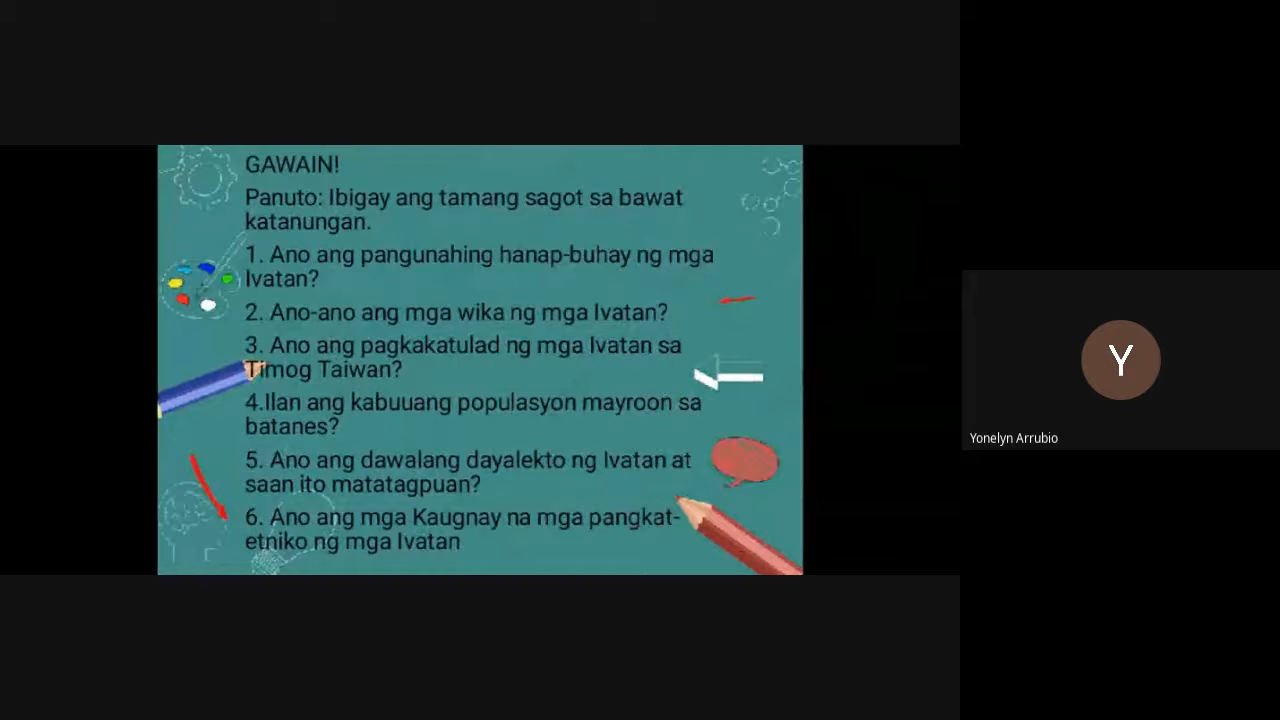 GAWAIN!
Panuto: Ibigay ang tamang sagot sa bawat
katanungan.
1. Ano ang pangunahing hanap-buhay ng mga
Ivatan?
2. Ano-ano ang mga wika ng mga Ivatan?
3. Ano ang pagkakatulad ng mga Ivatan sa
Timog Taiwan?
4.Ilan ang kabuuang populasyon mayroon sa
batanes?
5. Ano ang dawalang dayalekto ng Ivatan at
saan ito matatagpuan?
6. Ano ang mga Kaugnay na mga pangkat-
etniko ng mga Ivatan
Y
Yonelyn Arrubio